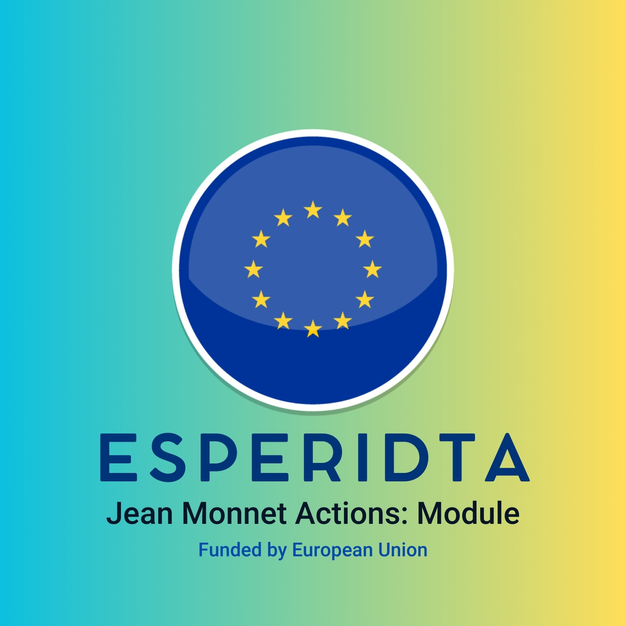 ESPERIDTA
Jean Monnet Actions: Module
Funded by European Union